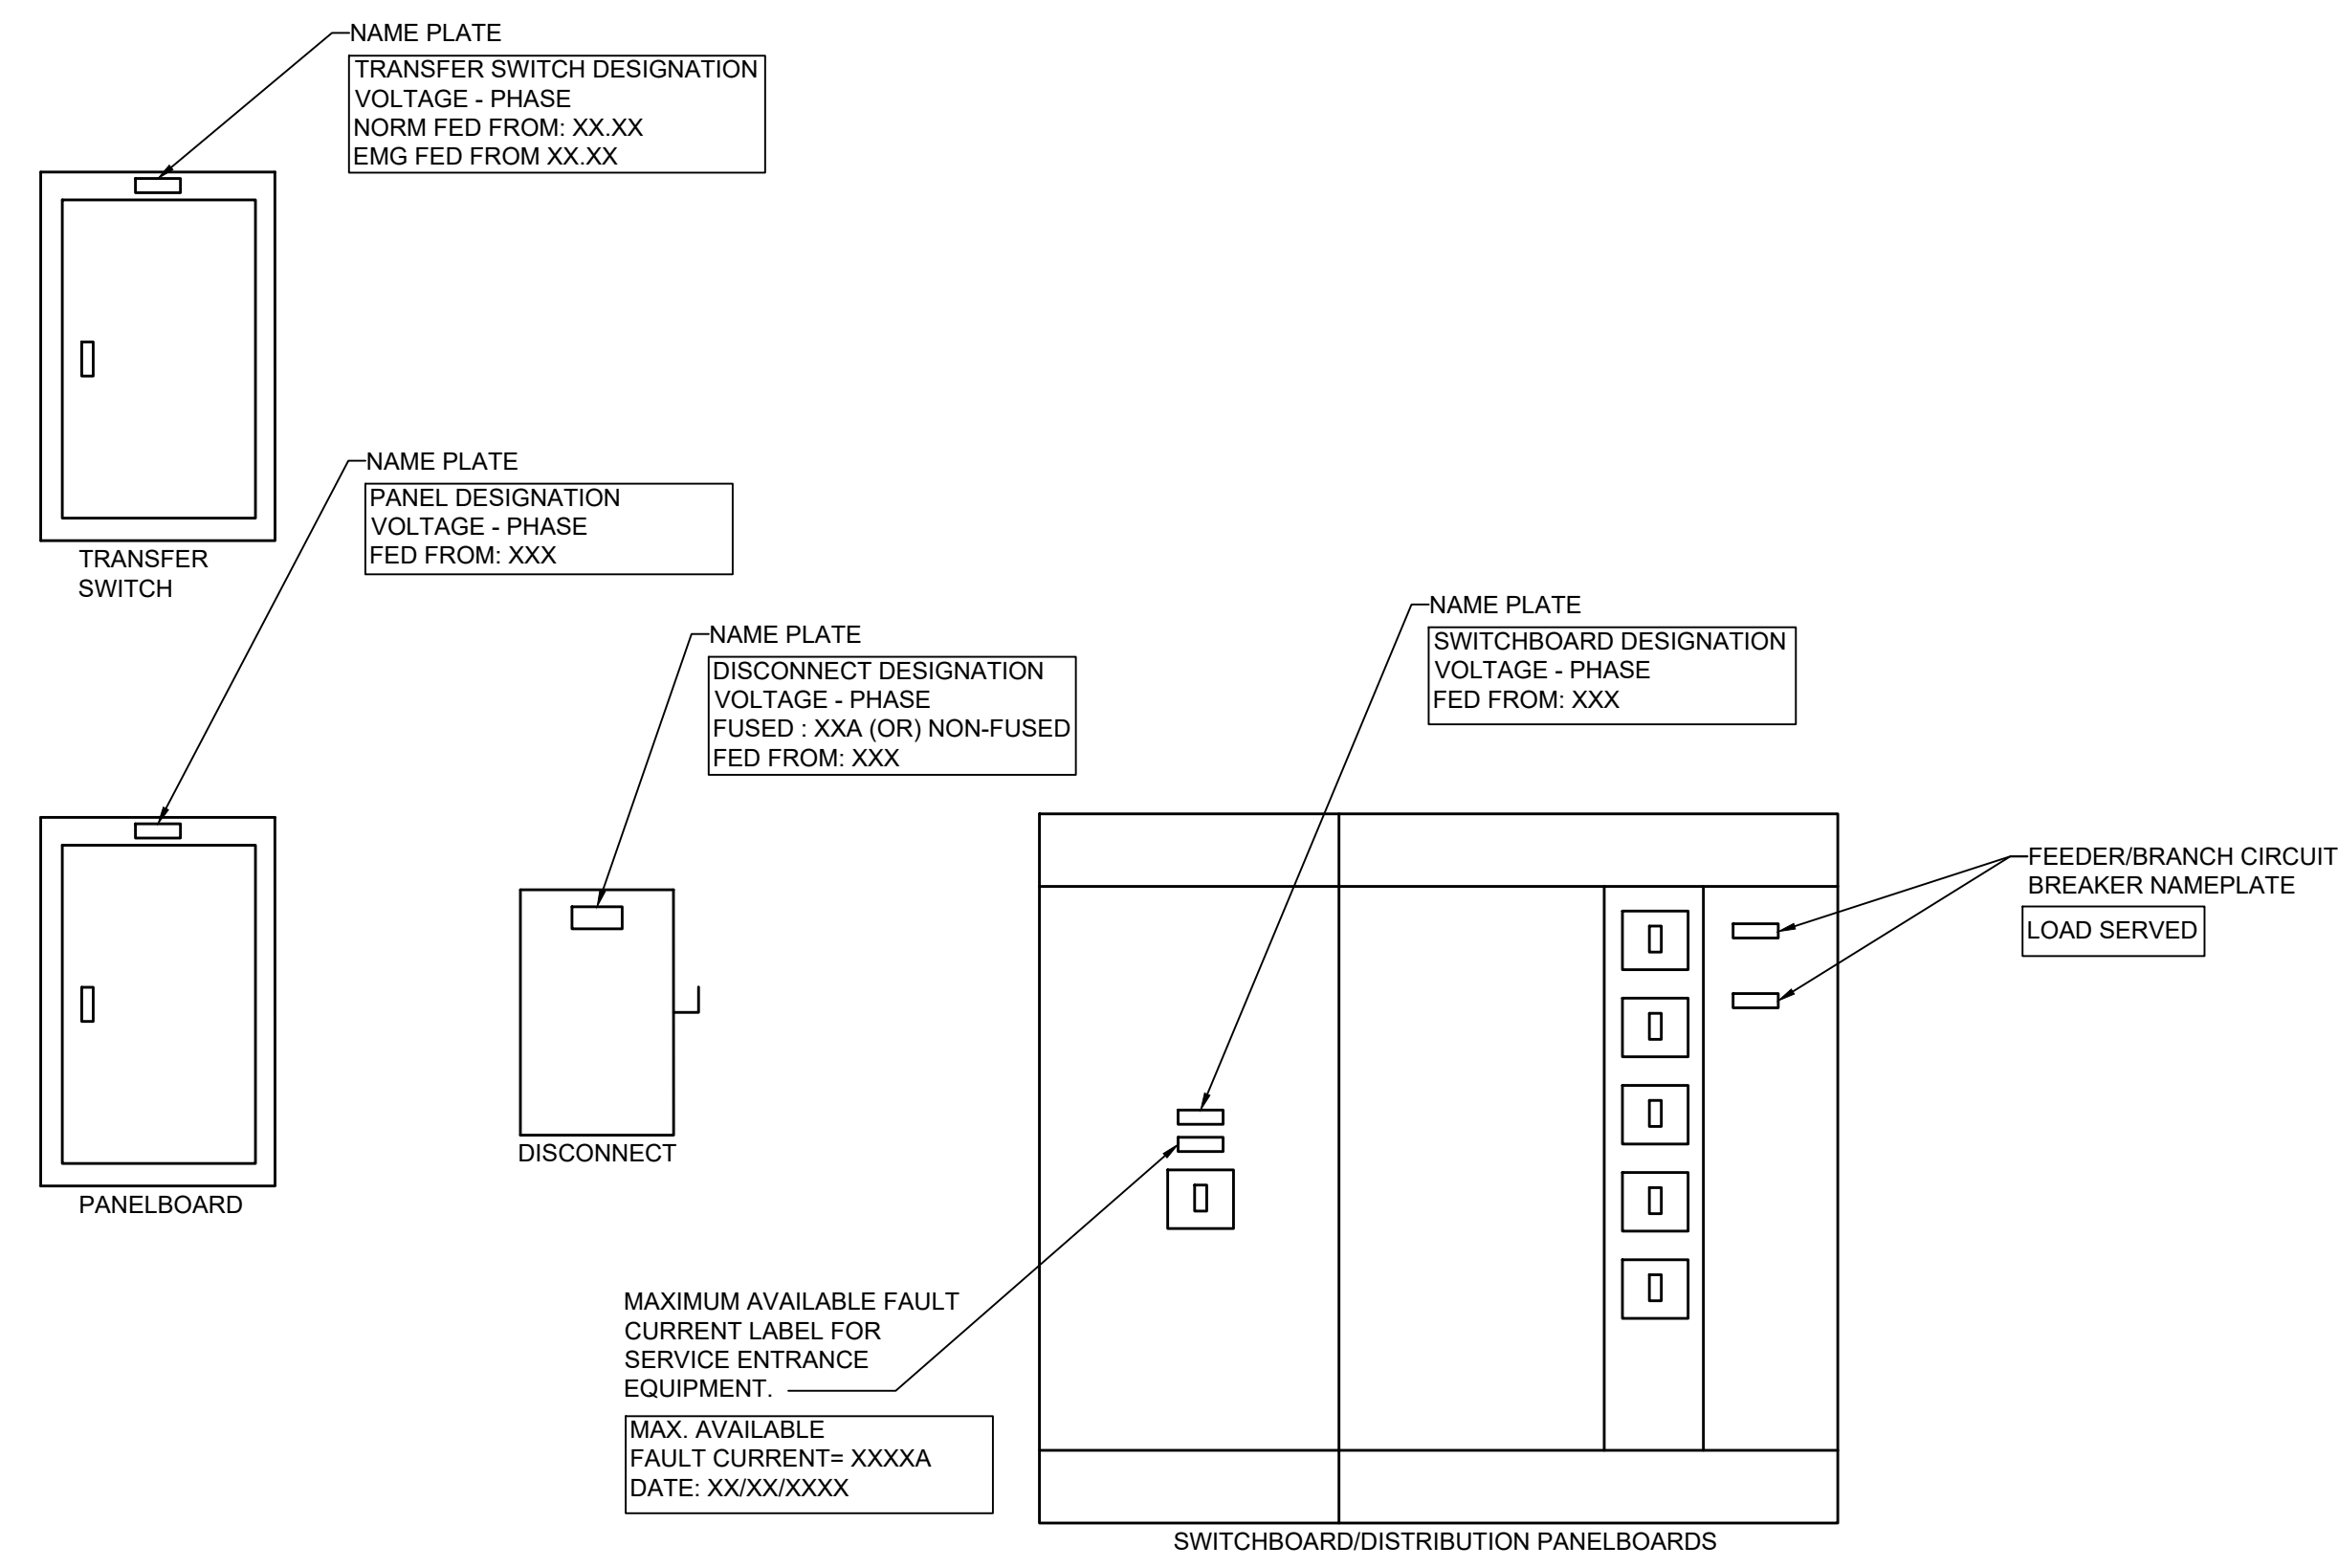 NAME PLATE
TRANSFER SWITCH DESIGNATION
VOLTAGE - PHASE
NORM FED FROM: XX.XX
EMG FED FROM XX.XX
TRANSFER
SWITCH
NAME PLATE
PANEL DESIGNATION
VOLTAGE - PHASE
FED FROM: XXX
PANELBOARD
NAME PLATE
DISCONNECT DESIGNATION
VOLTAGE - PHASE
FUSED : XXA (OR) NON-FUSED
FED FROM: XXX
DISCONNECT
NAME PLATE
SWITCHBOARD DESIGNATION
VOLTAGE - PHASE
FED FROM: XXX
FEEDER/BRANCH CIRCUIT
BREAKER NAMEPLATE
LOAD SERVED
MAXIMUM AVAILABLE FAULT
CURRENT LABEL FOR
SERVICE ENTRANCE
EQUIPMENT.
MAX. AVAILABLE
FAULT CURRENT= XXXXA
DATE: XX/XX/XXXX
SWITCHBOARD/DISTRIBUTION PANELBOARDS